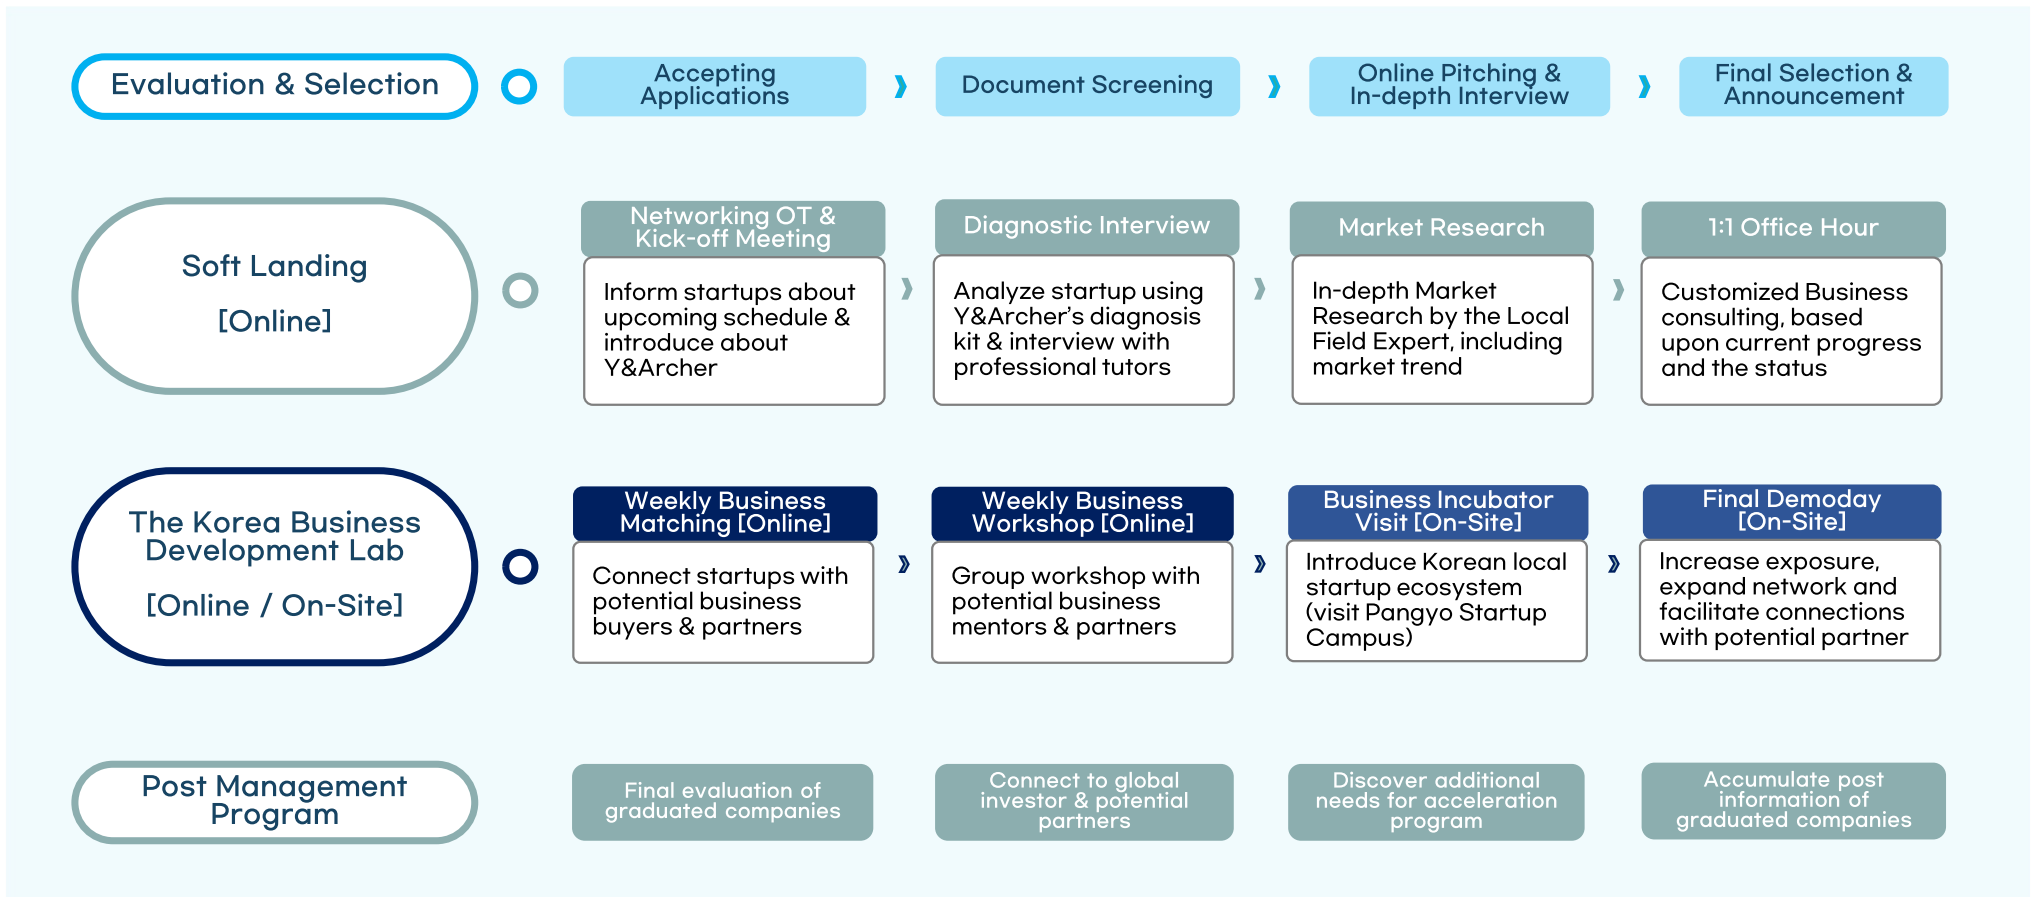 Evaluation & Selection
Accepting
Applications
Document Screening
Online Pitching &
In-depth Interview
Final Selection &
Announcement
Soft Landing
[Online]
Networking OT &
Kick-off Meeting
Inform startups about
upcoming schedule &
introduce about
Y&Archer
Diagnostic Interview
Analyze startup using
Y&Archer’s diagnosis
kit & interview with
professional tutors
Market Research
In-depth Market
Research by the Local
Field Expert, including
market trend
1:1 Office Hour
Customized Business
consulting, based
upon current progress
and the status
The Korea Business
Development Lab
[Online / On-Site]
Weekly Business
Matching [Online]
Connect startups with
potential business
buyers & partners
Weekly Business
Workshop [Online]
Group workshop with
potential business
mentors & partners
Business Incubator
Visit [On-Site]
Introduce Korean local
startup ecosystem
(visit Pangyo Startup
Campus)
Final Demoday
[On-Site]
Increase exposure,
expand network and
facilitate connections
with potential partner
Post Management
Program
Final evaluation of
graduated companies
Connect to global
investor & potential
partners
Discover additional
needs for acceleration
program
Accumulate post
information of
graduated companies